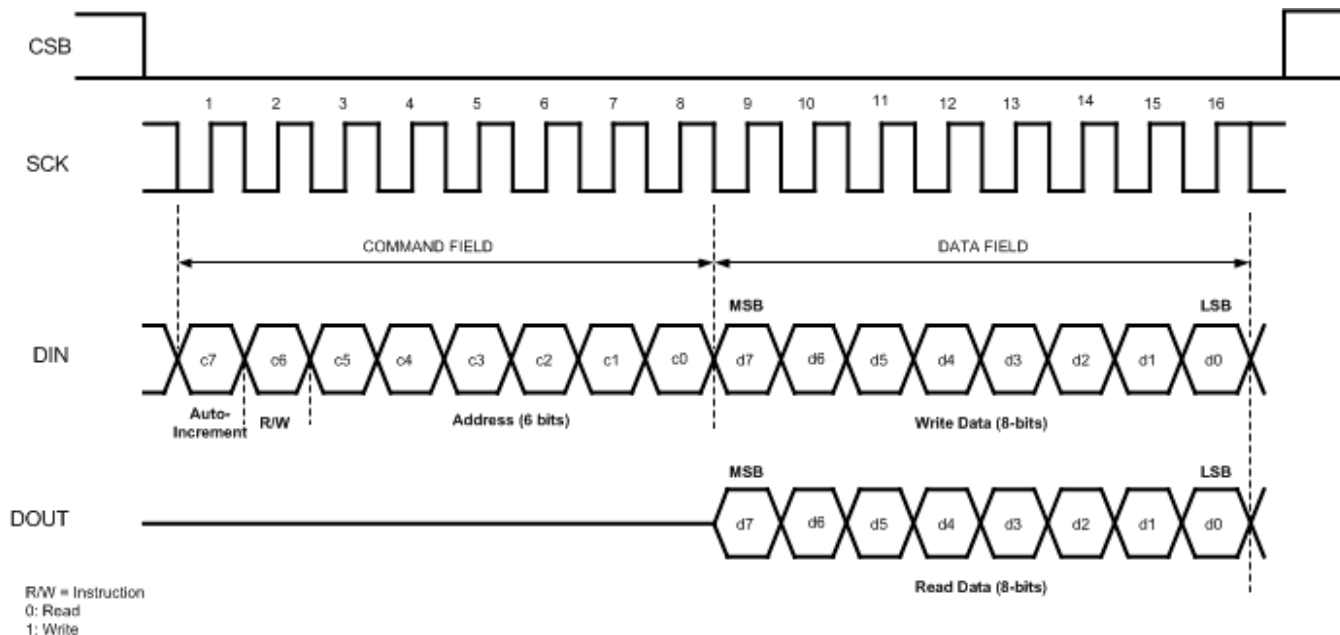 CSB
1 2 3 4 5 6 7 8 9 10 11 12 13 14 15 16
SCK
COMMAND FIELD DATA FIELD
MSB LSB
DIN c7 c6 c5 c4 c3 c2 c1 c0 d7 d6 d5 d4 d3 d2 d1 d0
Auto-
Increment R/W Address (6 bits) Write Data (8-bits)
MSB LSB
DOUT d7 d6 d5 d4 d3 d2 d1 d0
Read Data (8-bits)
R/W = Instruction
0: Read
1: Write